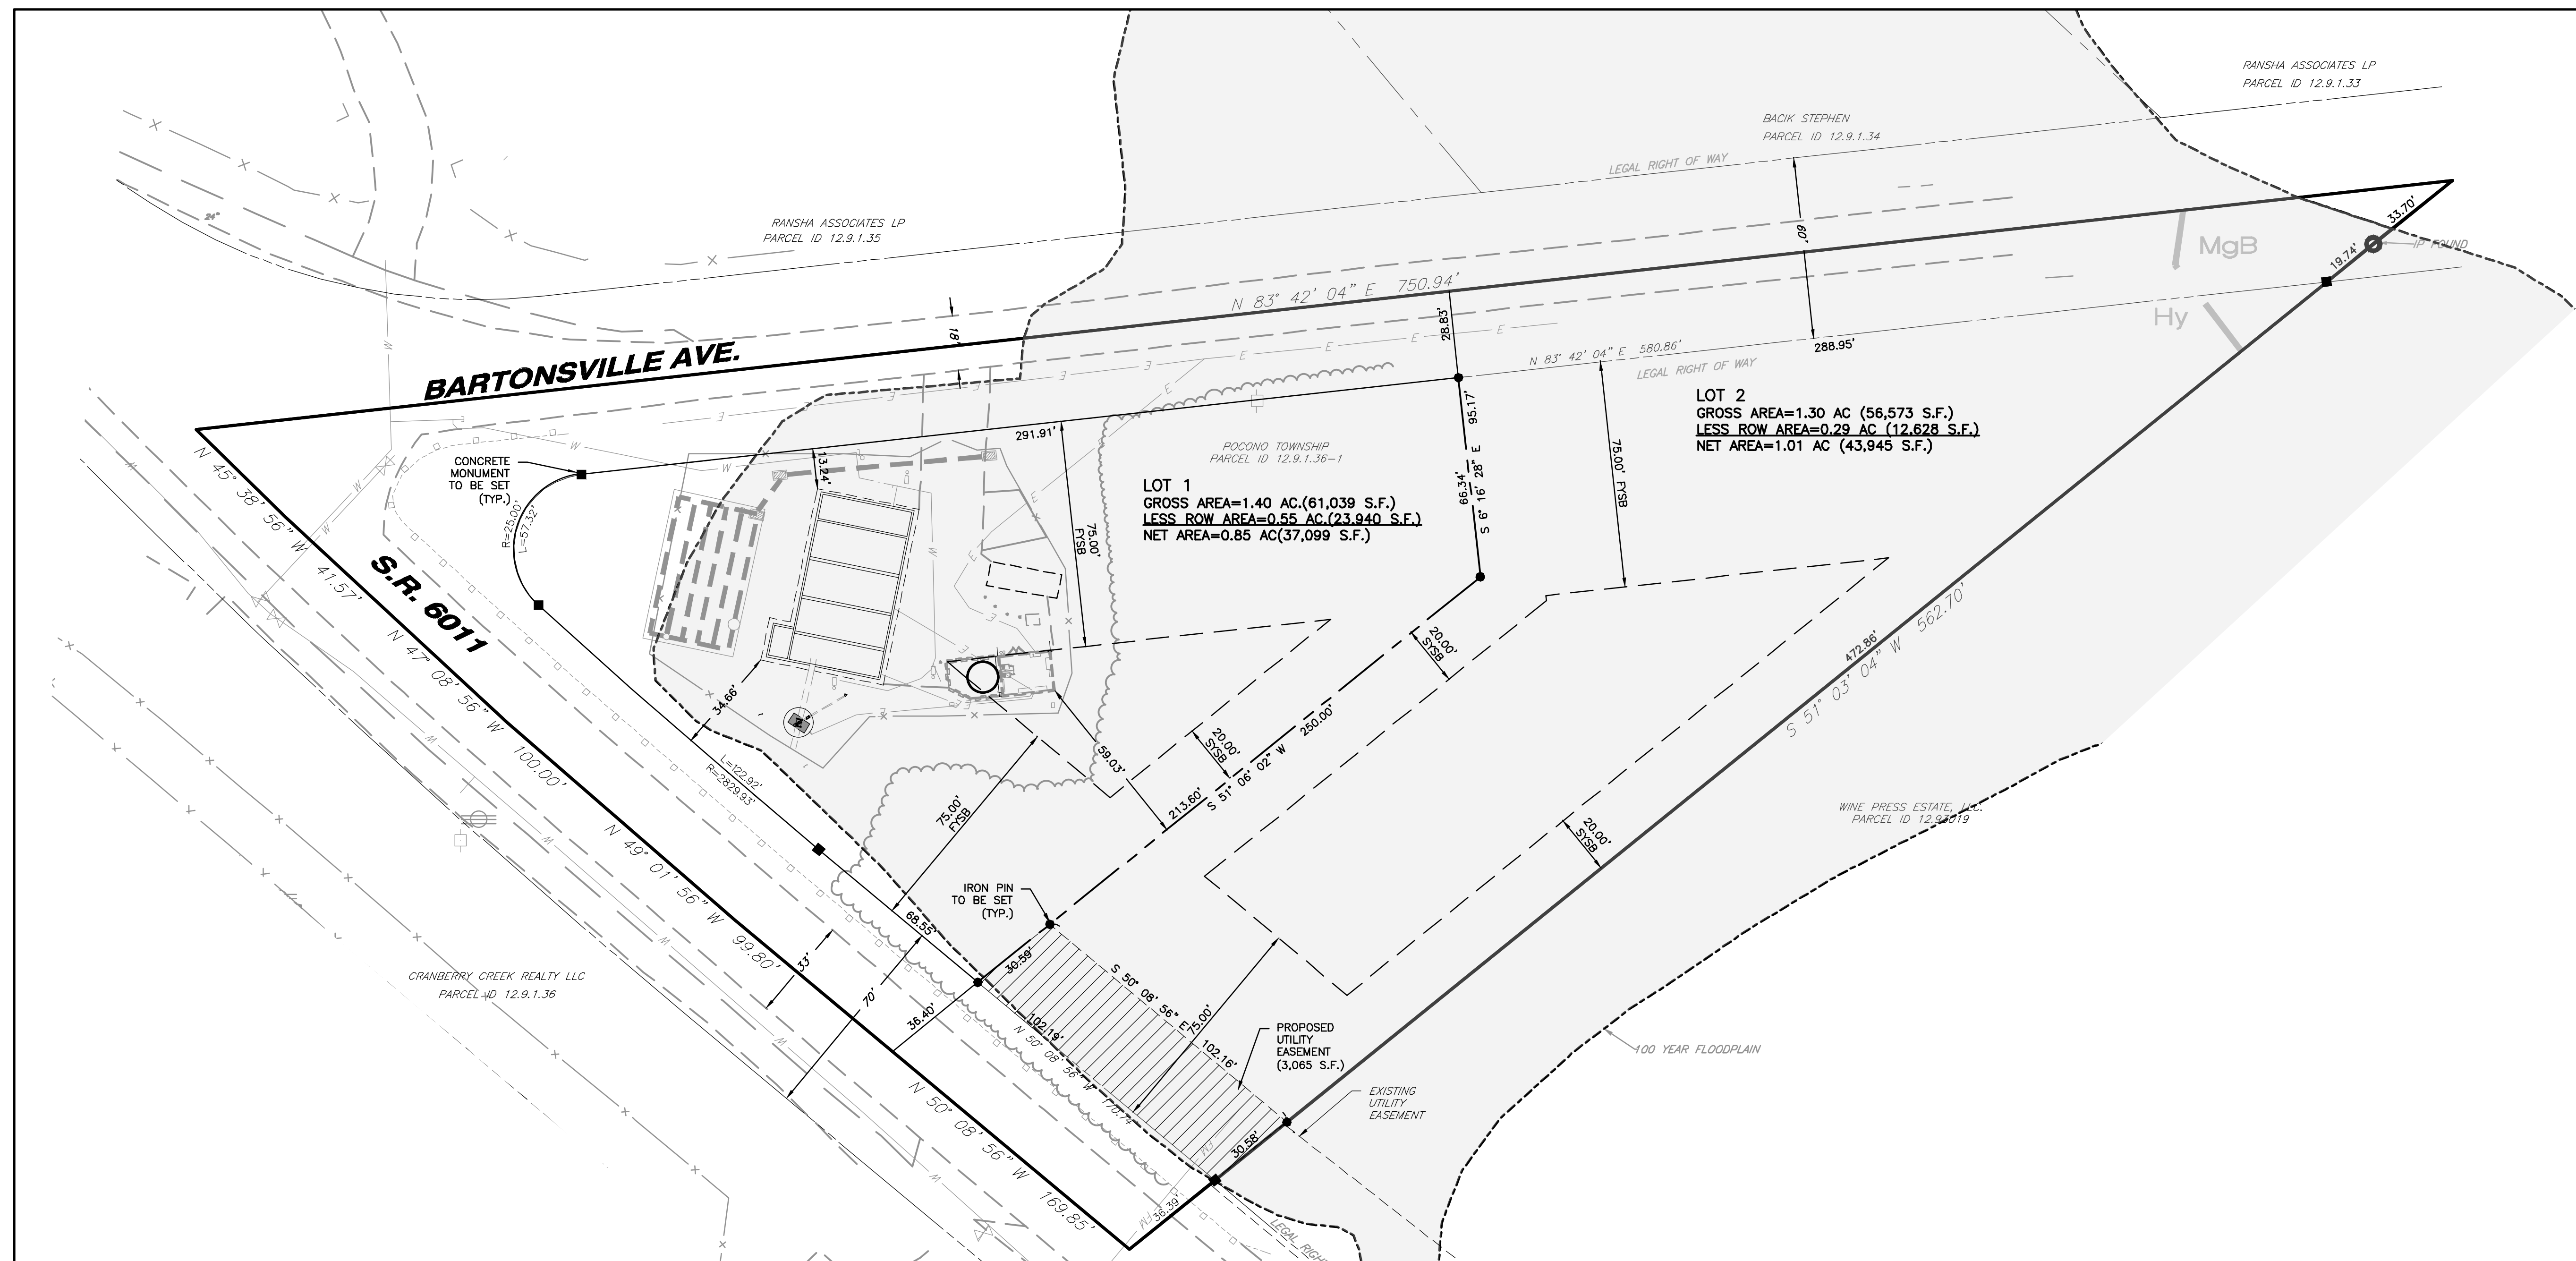 RANSHA ASSOCIATES LP
PARCEL ID 12.9.1.33
BACIK STEPHEN
PARCEL ID 12.9.1.34
LEGAL RIGHT OF WAY
24"
RANSHA ASSOCIATES LP
PARCEL ID 12.9.1.35
60'
33.70'
IP FOUND
19.74'
MgB
Hy
N 83° 42' 04" E 750.94'
28.83'
18'
BARTONSVILLE AVE.
N 83° 42' 04" E 580.86'
288.95'
LEGAL RIGHT OF WAY
LOT 2
GROSS AREA=1.30 AC (56,573 S.F.)
LESS ROW AREA=0.29 AC (12,628 S.F.)
NET AREA=1.01 AC (43,945 S.F.)
291.91'
95.17'
POCONO TOWNSHIP
PARCEL ID 12.9.1.36-1
75.00' FYSB
CONCRETE
MONUMENT
TO BE SET
(TYP.)
13.24'
LOT 1
GROSS AREA=1.40 AC.(61,039 S.F.)
LESS ROW AREA=0.55 AC.(23,940 S.F.)
NET AREA=0.85 AC(37,099 S.F.)
66.34'
S 6° 16' 28" E
N 45° 38' 56" W
41.57'
R=25.00'
L=57.32'
75.00'
FYSB
S.R. 6011
N 47° 08' 56" W 100.00'
20.00'
SYSB
472.86'
S 51° 03' 04" W 562.70'
34.66'
59.03'
20.00'
SYSB
250.00'
S 51° 06' 02" W
213.60'
L=122.92'
R=2829.93'
75.00'
FYSB
WINE PRESS ESTATE, LLC.
PARCEL ID 12.93019
20.00'
SYSB
N 49° 01' 56" W 99.80'
IRON PIN
TO BE SET
(TYP.)
68.55'
33'
30.59'
CRANBERRY CREEK REALTY LLC
PARCEL ID 12.9.1.36
70'
36.40'
S 50° 08' 56" E
102.16'
75.00'
102.19'
N 50° 08' 56" W 170.74'
PROPOSED
UTILITY
EASEMENT
(3,065 S.F.)
100 YEAR FLOODPLAIN
EXISTING
UTILITY
EASEMENT
N 50° 08' 56" W 169.85'
FM
30.58'
FM
36.39'
LEGAL RIGH